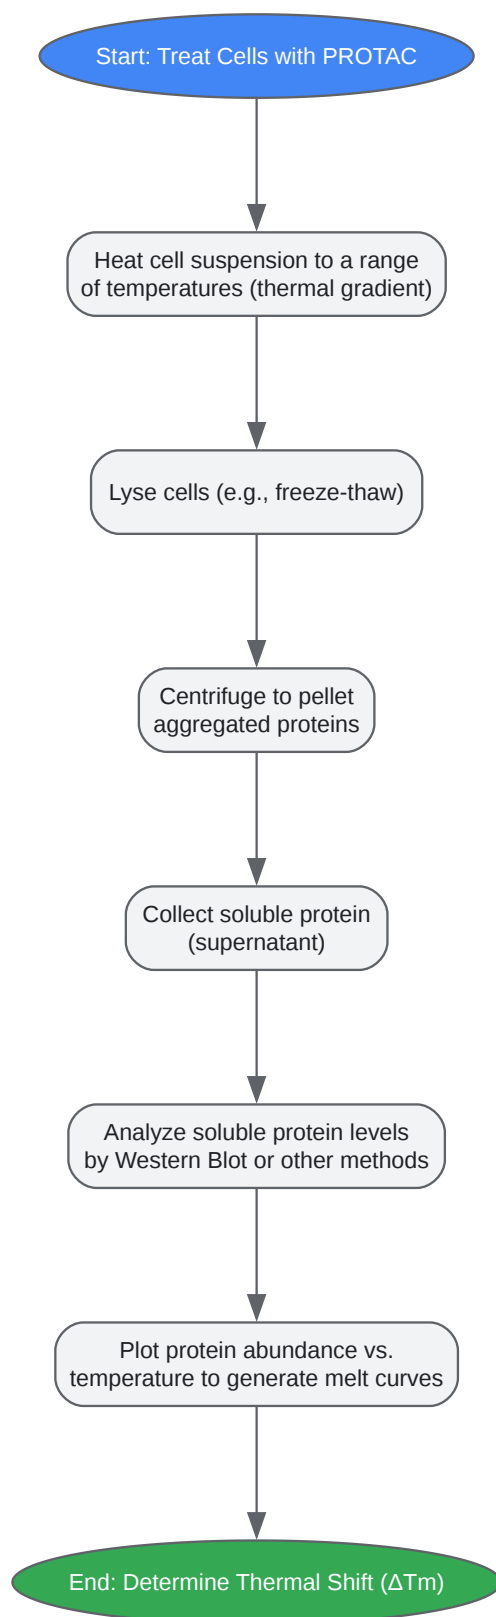 Start: Treat Cells with PROTAC
Heat cell suspension to a range
of temperatures (thermal gradient)
Lyse cells (e.g., freeze-thaw)
Centrifuge to pellet
aggregated proteins
Collect soluble protein
(supernatant)
Analyze soluble protein levels
by Western Blot or other methods
Plot protein abundance vs.
temperature to generate melt curves
End: Determine Thermal Shift (ΔTm)